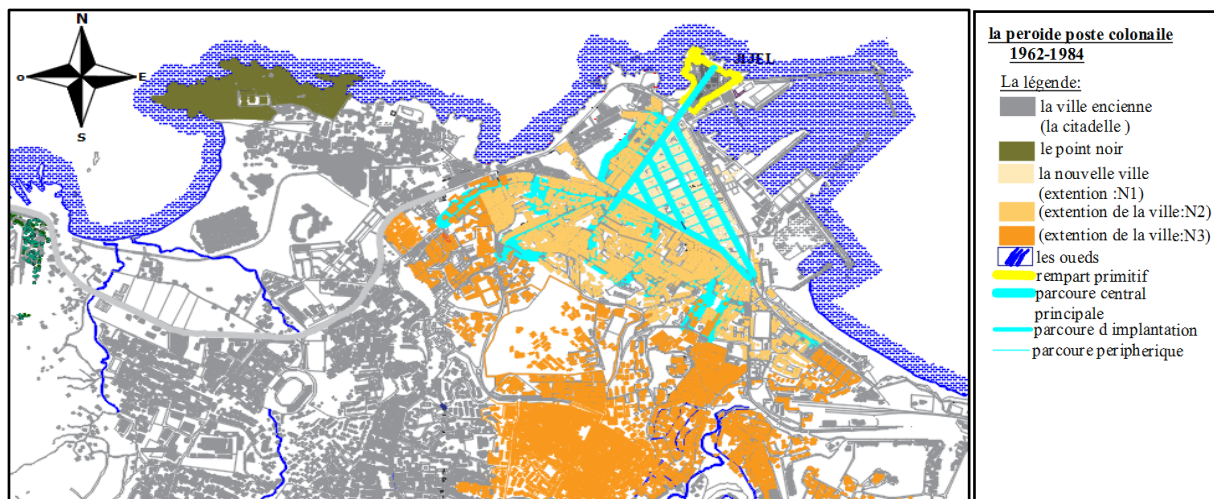 N
o
E
S
JIJEL
la peroide poste colonaile
1962-1984
La légende:
la ville encienne
(la citadelle )
le point noir
la nouvelle ville
(extention :N1)
(extention de la ville:N2)
(extention de la ville:N3)
les oueds
rempart primitif
parcoure central
principale
parcoure d implantation
parcoure peripherique